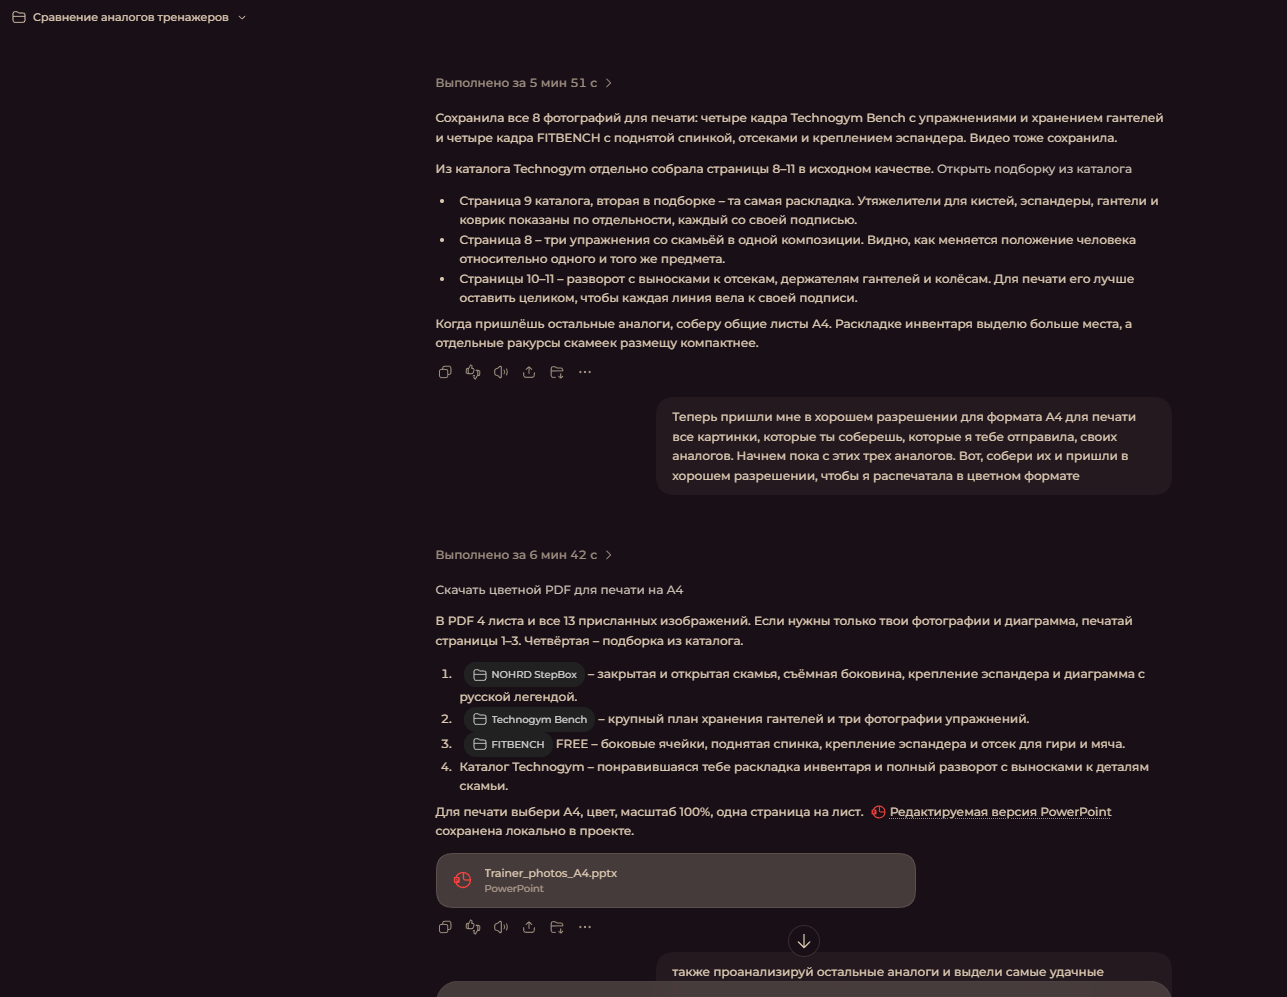 Сравнение аналогов тренажеров
Выполнено за 5 мин 51 с
Сохранила все 8 фотографий для печати: четыре кадра Technogym Bench с упражнениями и хранением гантелей
и четыре кадра FITBENCH с поднятой спинкой, отсеками и креплением эспандера. Видео тоже сохранила.
Из каталога Technogym отдельно собрала страницы 8–11 в исходном качестве. Открыть подборку из каталога
• Страница 9 каталога, вторая в подборке – та самая раскладка. Утяжелители для кистей, эспандеры, гантели и
коврик показаны по отдельности, каждый со своей подписью.
• Страница 8 – три упражнения со скамьёй в одной композиции. Видно, как меняется положение человека
относительно одного и того же предмета.
• Страницы 10–11 – разворот с выносками к отсекам, держателям гантелей и колёсам. Для печати его лучше
оставить целиком, чтобы каждая линия вела к своей подписи.
Когда пришлёшь остальные аналоги, соберу общие листы А4. Раскладке инвентаря выделю больше места, а
отдельные ракурсы скамеек размещу компактнее.
Теперь пришли мне в хорошем разрешении для формата А4 для печати
все картинки, которые ты соберешь, которые я тебе отправила, своих
аналогов. Начнем пока с этих трех аналогов. Вот, собери их и пришли в
хорошем разрешении, чтобы я распечатала в цветном формате
Выполнено за 6 мин 42 с
Скачать цветной PDF для печати на А4
В PDF 4 листа и все 13 присланных изображений. Если нужны только твои фотографии и диаграмма, печатай
страницы 1–3. Четвёртая – подборка из каталога.
1. NOHRD StepBox – закрытая и открытая скамья, съёмная боковина, крепление эспандера и диаграмма с
русской легендой.
2. Technogym Bench – крупный план хранения гантелей и три фотографии упражнений.
3. FITBENCH FREE – боковые ячейки, поднятая спинка, крепление эспандера и отсек для гири и мяча.
4. Каталог Technogym – понравившаяся тебе раскладка инвентаря и полный разворот с выносками к деталям
скамьи.
Для печати выбери А4, цвет, масштаб 100%, одна страница на лист. Редактируемая версия PowerPoint
сохранена локально в проекте.
Trainer_photos_A4.pptx
PowerPoint
также проанализируй остальные аналоги и выдели самые удачные